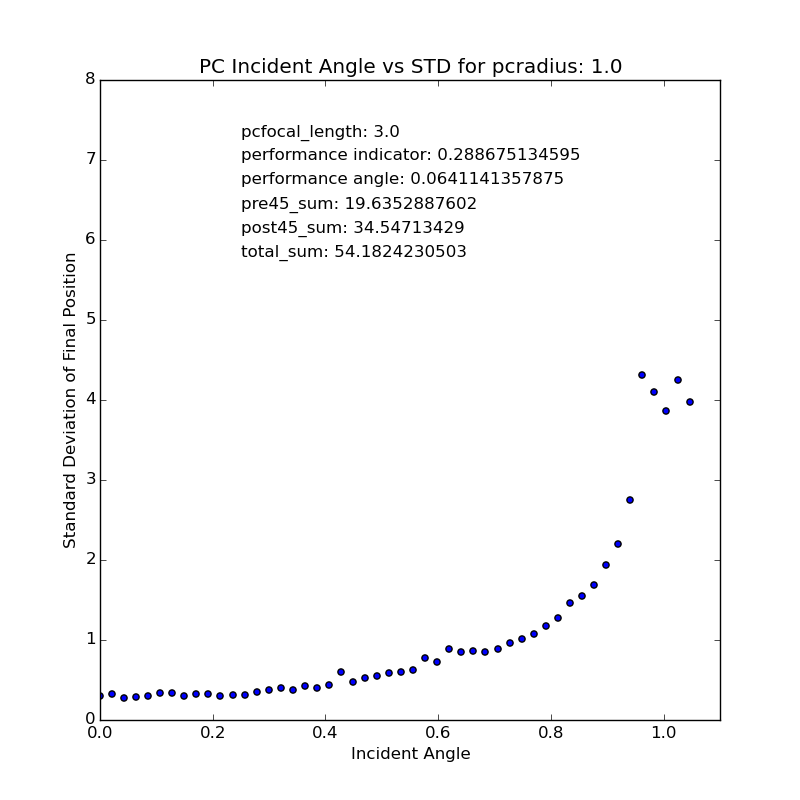 PC Incident Angle vs STD for pcradius: 1.0
8
7
6
5
4
3
2
1
0
Standard Deviation of Final Position
pcfocal_length: 3.0
performance indicator: 0.288675134595
performance angle: 0.0641141357875
pre45_sum: 19.6352887602
post45_sum: 34.54713429
total_sum: 54.1824230503
0.0 0.2 0.4 0.6 0.8 1.0
Incident Angle